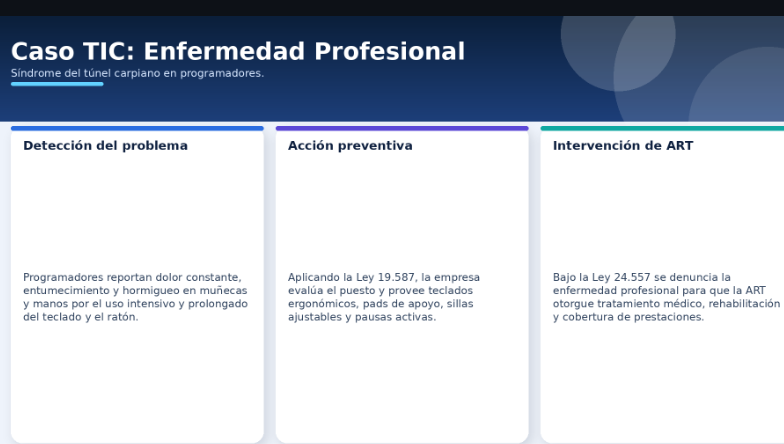 Caso TIC: Enfermedad Profesional
Síndrome del túnel carpiano en programadores.
Detección del problema
Programadores reportan dolor constante,
entumecimiento y hormigueo en muñecas
y manos por el uso intensivo y prolongado
del teclado y el ratón.
Acción preventiva
Aplicando la Ley 19.587, la empresa
evalúa el puesto y provee teclados
ergonómicos, pads de apoyo, sillas
ajustables y pausas activas.
Intervención de ART
Bajo la Ley 24.557 se denuncia la
enfermedad profesional para que la ART
otorgue tratamiento médico, rehabilitación
y cobertura de prestaciones.